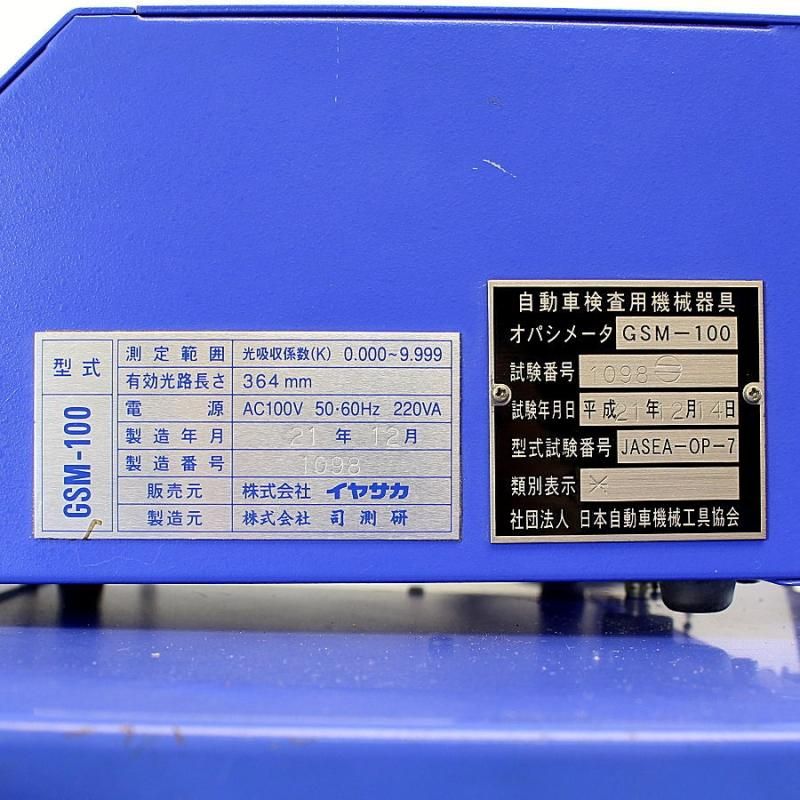 型式 GSM-100
測定範囲 光吸収係数(K) 0.000~9.999
有効光路長さ 364mm
電源 AC100V 50・60Hz 220VA
製造年月 21年12月
製造番号 1098
販売元 株式会社 イヤサカ
製造元 株式会社 司測研
自動車検査用機械器具
オパシメータ GSM-100
試験番号 1098
試験年月日 平成21年12月14日
型式試験番号 JASEA-OP-7
類別表示
社団法人 日本自動車機械工具協会